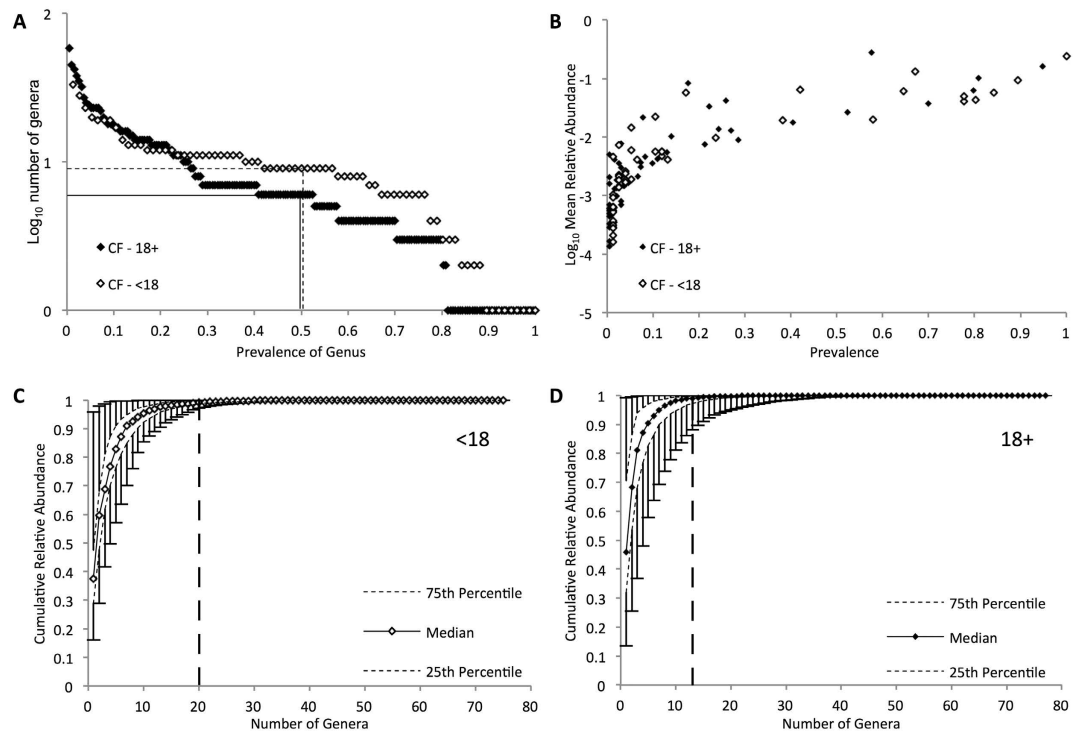 A
2
1
0
Log10 number of genera
CF - 18+
CF - <18
0 0.1 0.2 0.3 0.4 0.5 0.6 0.7 0.8 0.9 1
Prevalence of Genus
B
0
-1
-2
-3
-4
-5
Log10 Mean Relative Abundance
CF - 18+
CF - <18
0 0.1 0.2 0.3 0.4 0.5 0.6 0.7 0.8 0.9 1
Prevalence
C
1
0.9
0.8
0.7
0.6
0.5
0.4
0.3
0.2
0.1
0
Cumulative Relative Abundance
<18
75th Percentile
Median
25th Percentile
0 10 20 30 40 50 60 70 80
Number of Genera
D
1
0.9
0.8
0.7
0.6
0.5
0.4
0.3
0.2
0.1
0
Cumulative Relative Abundance
18+
75th Percentile
Median
25th Percentile
0 10 20 30 40 50 60 70 80
Number of Genera